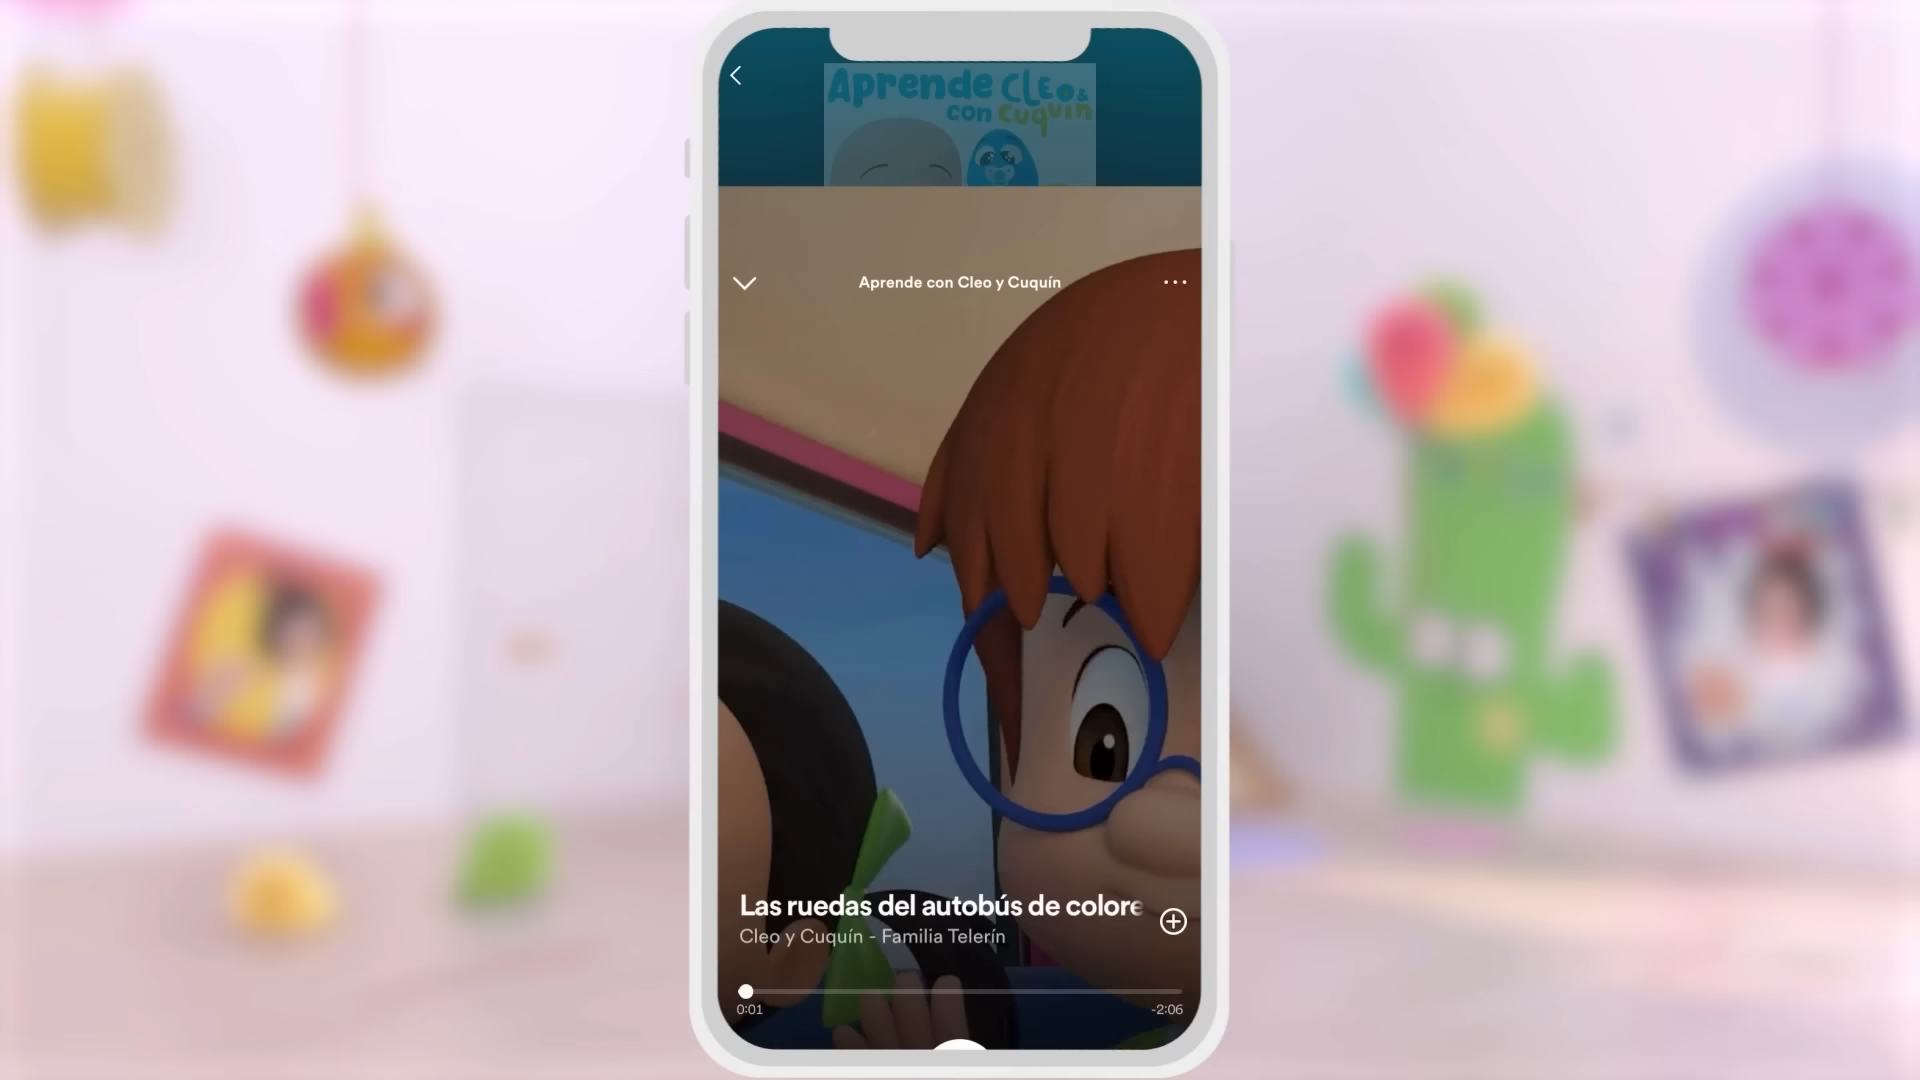 Aprende CLEO &
con Cuquín
Aprende con Cleo y Cuquín
Las ruedas del autobús de colore
Cleo y Cuquín - Familia Telerín
0:01
-2:06